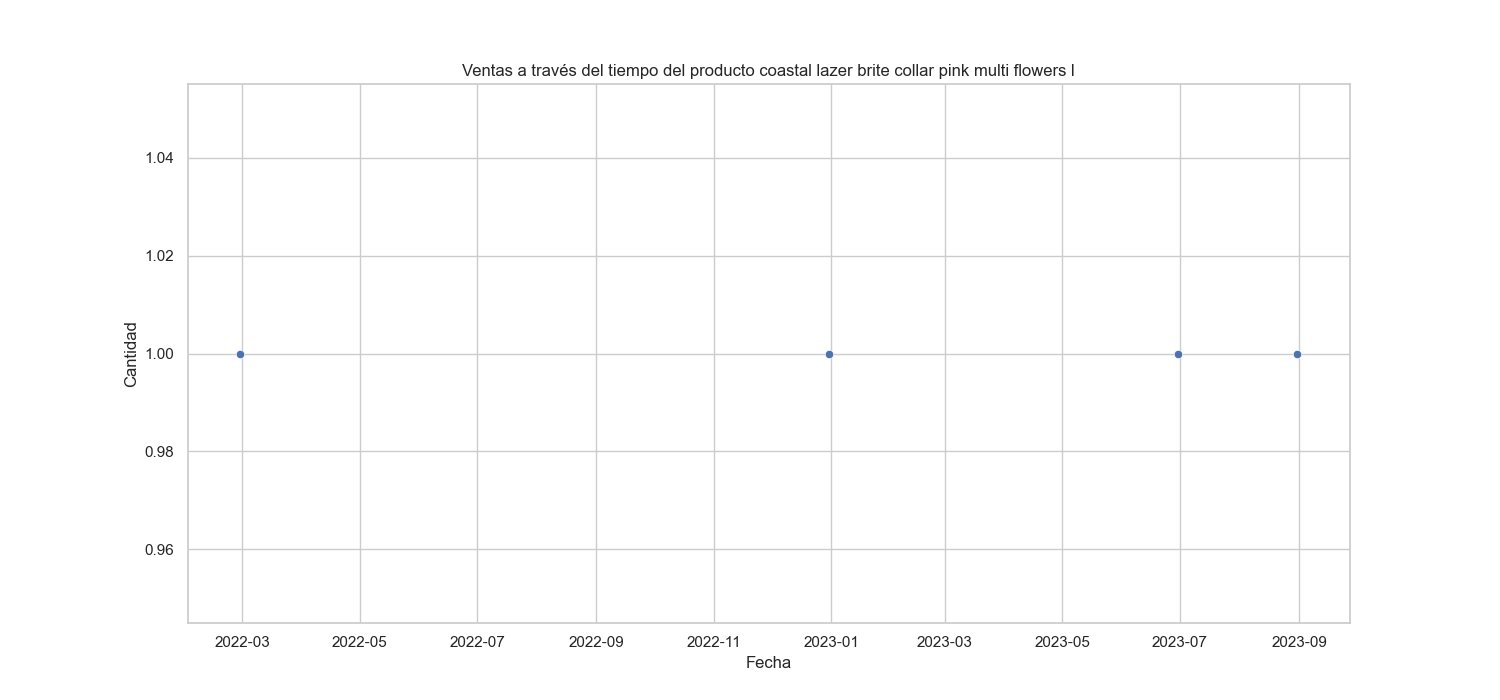 Ventas a través del tiempo del producto coastal lazer brite collar pink multi flowers l
1.04
1.02
1.00
0.98
0.96
Cantidad
2022-03 2022-05 2022-07 2022-09 2022-11 2023-01 2023-03 2023-05 2023-07 2023-09
Fecha